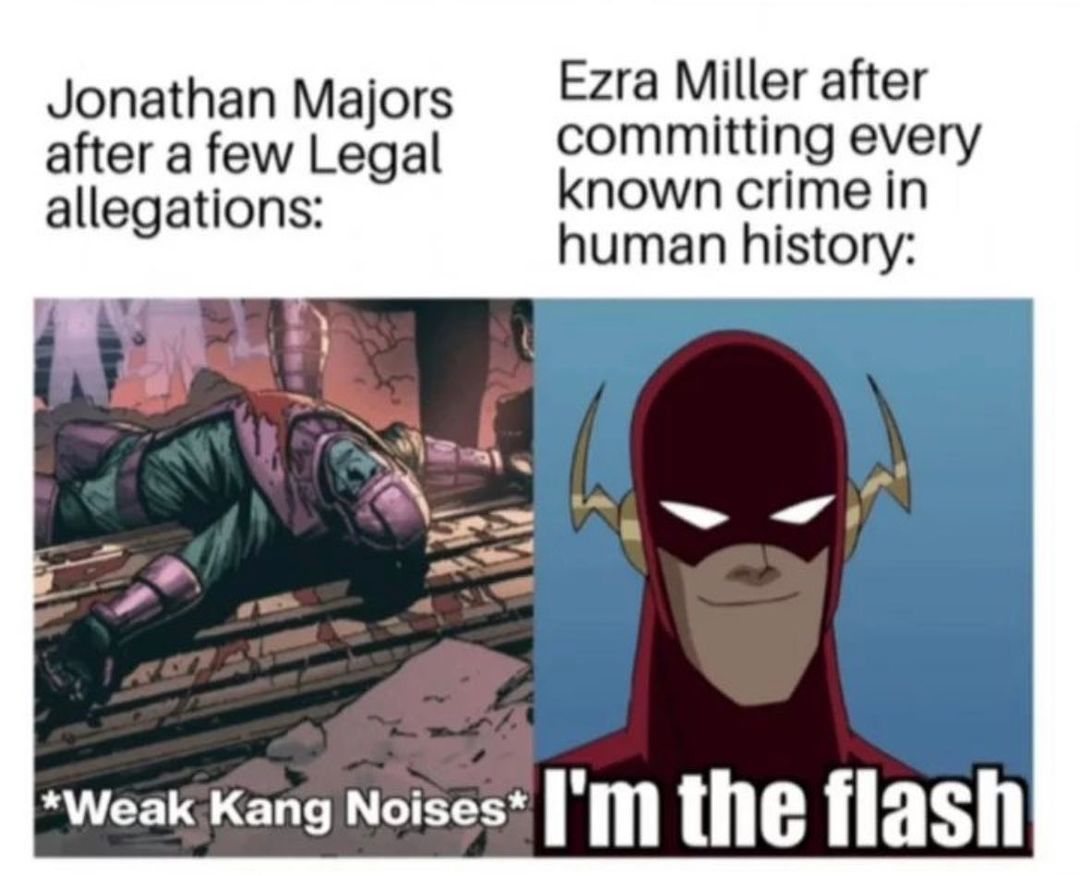 Jonathan Majors
after a few Legal
allegations:
Ezra Miller after
committing every
known crime in
human history:
*Weak Kang Noises*
I'm the flash